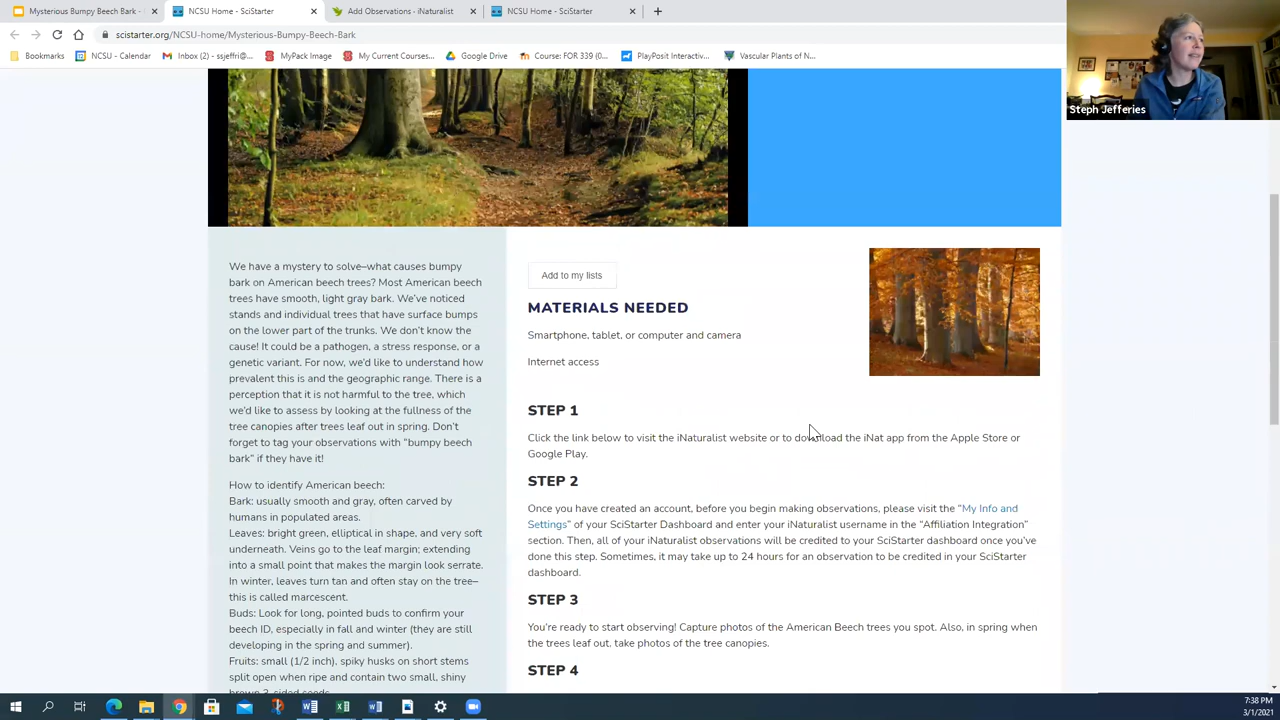 Mysterious Bumpy Beech Bark -
NCSU Home - SciStarter
Add Observations · iNaturalist
NCSU Home - SciStarter
scistarter.org/NCSU-home/Mysterious-Bumpy-Beech-Bark
Bookmarks
NCSU - Calendar
Inbox (2) - ssjeffri@...
MyPack Image
My Current Courses...
Google Drive
Course: FOR 339 (0...
PlayPosit Interactiv...
Vascular Plants of N...
Steph Jefferies
We have a mystery to solve–what causes bumpy
bark on American beech trees? Most American beech
trees have smooth, light gray bark. We've noticed
stands and individual trees that have surface bumps
on the lower part of the trunks. We don't know the
cause! It could be a pathogen, a stress response, or a
genetic variant. For now, we'd like to understand how
prevalent this is and the geographic range. There is a
perception that it is not harmful to the tree, which
we'd like to assess by looking at the fullness of the
tree canopies after trees leaf out in spring. Don't
forget to tag your observations with "bumpy beech
bark" if they have it!
How to identify American beech:
Bark: usually smooth and gray, often carved by
humans in populated areas.
Leaves: bright green, elliptical in shape, and very soft
underneath. Veins go to the leaf margin; extending
into a small point that makes the margin look serrate.
In winter, leaves turn tan and often stay on the tree–
this is called marcescent.
Buds: Look for long, pointed buds to confirm your
beech ID, especially in fall and winter (they are still
developing in the spring and summer).
Fruits: small (1/2 inch), spiky husks on short stems
split open when ripe and contain two small, shiny
brown 3-sided seeds
Add to my lists
MATERIALS NEEDED
Smartphone, tablet, or computer and camera
Internet access
STEP 1
Click the link below to visit the iNaturalist website or to download the iNat app from the Apple Store or
Google Play.
STEP 2
Once you have created an account, before you begin making observations, please visit the "My Info and
Settings" of your SciStarter Dashboard and enter your iNaturalist username in the "Affiliation Integration"
section. Then, all of your iNaturalist observations will be credited to your SciStarter dashboard once you've
done this step. Sometimes, it may take up to 24 hours for an observation to be credited in your SciStarter
dashboard.
STEP 3
You're ready to start observing! Capture photos of the American Beech trees you spot. Also, in spring when
the trees leaf out, take photos of the tree canopies.
STEP 4
7:38 PM
3/1/2021